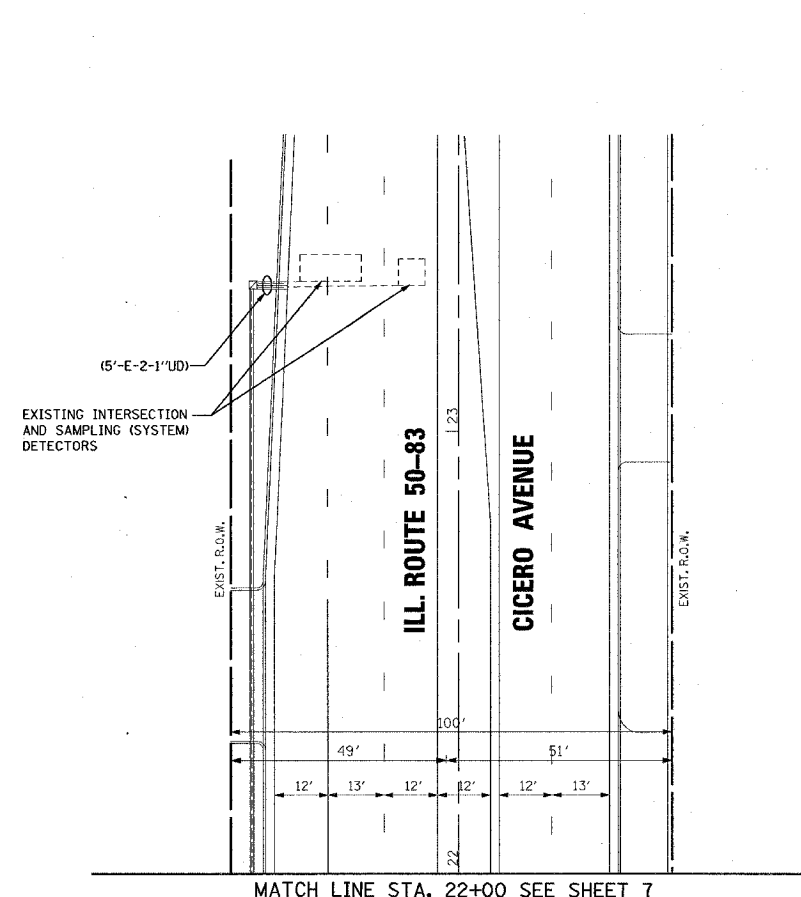 (5'-E-2-1"UD)
EXISTING INTERSECTION
AND SAMPLING (SYSTEM)
DETECTORS
23
ILL. ROUTE 50-83
CICERO AVENUE
EXIST. R.O.W.
EXIST. R.O.W.
100'
49'
51'
12'
13'
12'
12'
12'
13'
22
MATCH LINE STA. 22+00 SEE SHEET 7